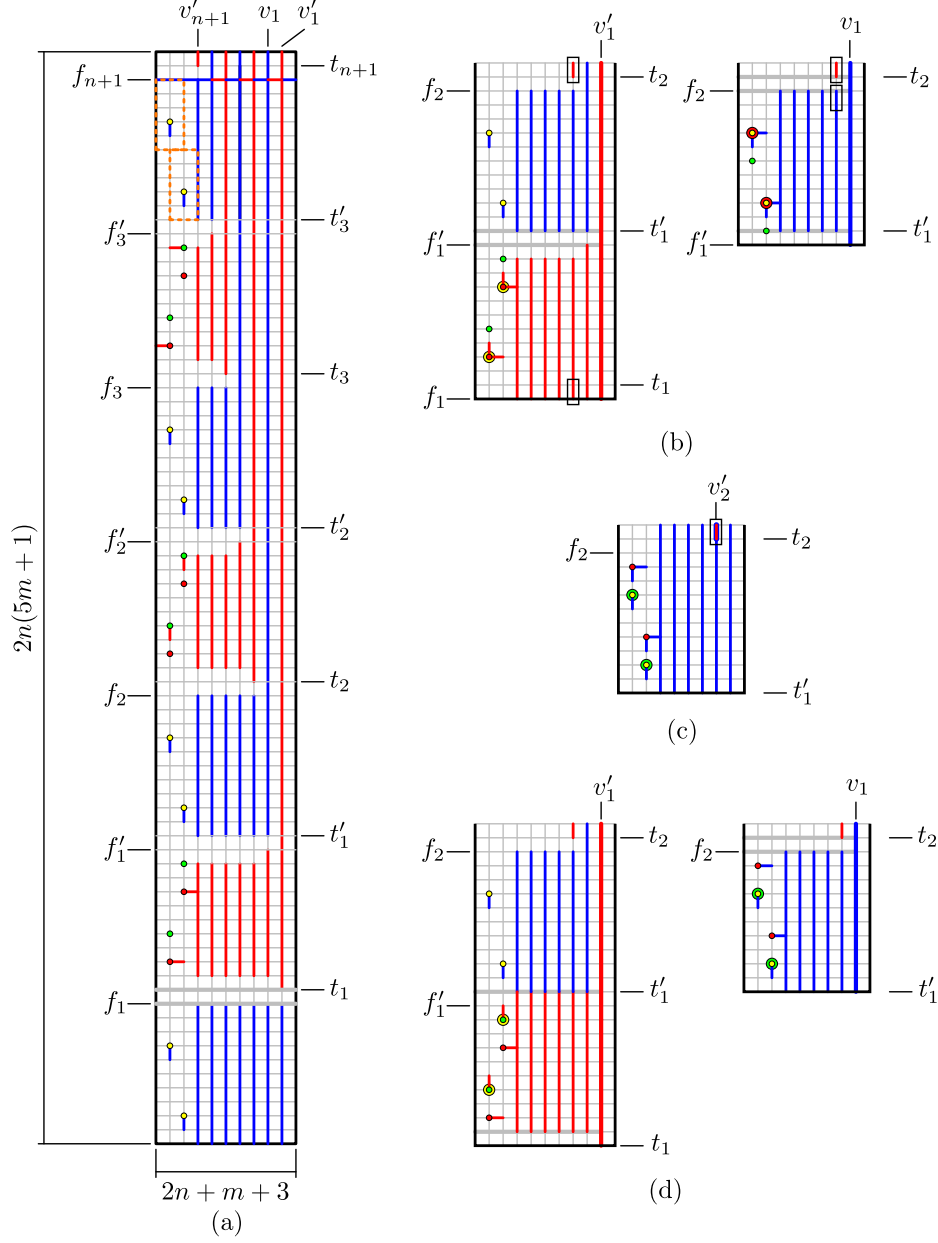 v′ₙ₊₁ v₁ v′₁
fₙ₊₁
tₙ₊₁
f′₃
t′₃
f₃
t₃
f′₂
t′₂
f₂
t₂
f′₁
t′₁
f₁
t₁
2n(5m + 1)
2n + m + 3
(a)
v′₁
f₂
t₂
f′₁
t′₁
f₁
t₁
v₁
f₂
t₂
f′₁
t′₁
(b)
v′₂
f₂
t₂
t′₁
(c)
v′₁
f₂
t₂
f′₁
t′₁
t₁
v₁
f₂
t₂
t′₁
(d)